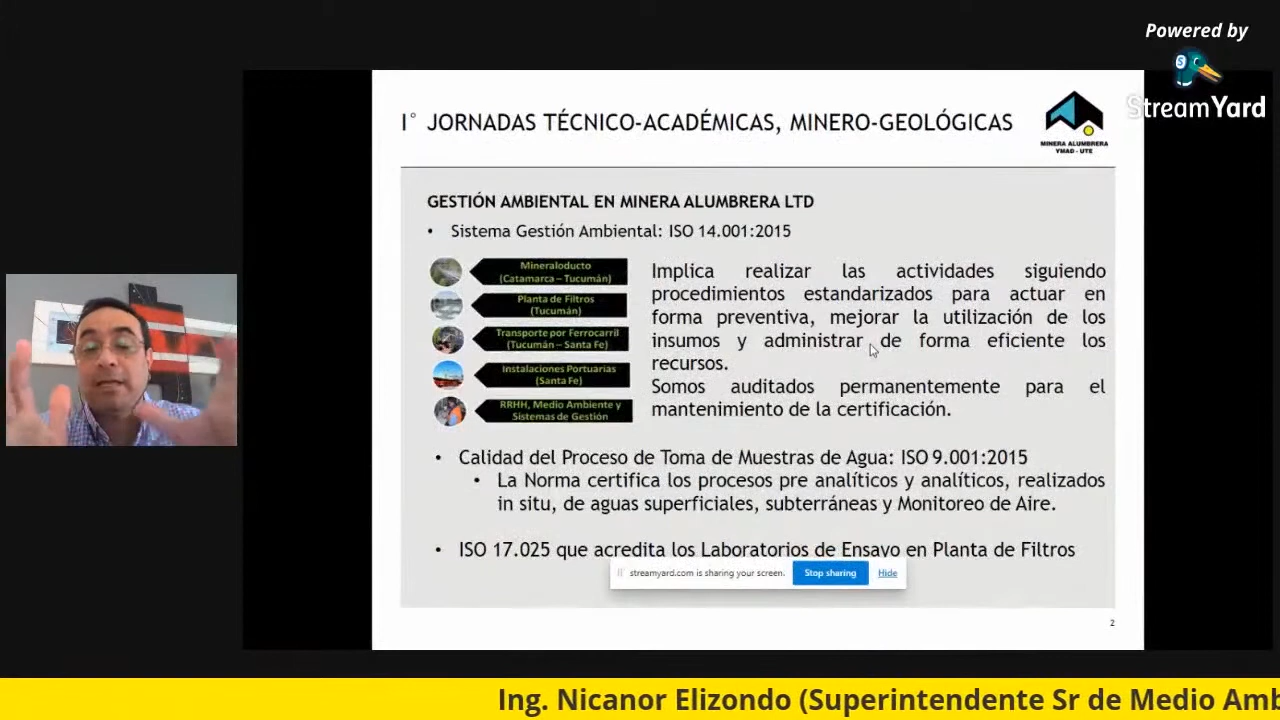 Powered by
StreamYard
I° JORNADAS TÉCNICO-ACADÉMICAS, MINERO-GEOLÓGICAS
MINERA ALUMBRERA
YMAD - UTE
GESTIÓN AMBIENTAL EN MINERA ALUMBRERA LTD
• Sistema Gestión Ambiental: ISO 14.001:2015
Mineraloducto
(Catamarca – Tucumán)
Planta de Filtros
(Tucumán)
Transporte por Ferrocarril
(Tucumán – Santa Fe)
Instalaciones Portuarias
(Santa Fe)
RRHH, Medio Ambiente y
Sistemas de Gestión
Implica realizar las actividades siguiendo
procedimientos estandarizados para actuar en
forma preventiva, mejorar la utilización de los
insumos y administrar de forma eficiente los
recursos.
Somos auditados permanentemente para el
mantenimiento de la certificación.
• Calidad del Proceso de Toma de Muestras de Agua: ISO 9.001:2015
• La Norma certifica los procesos pre analíticos y analíticos, realizados
in situ, de aguas superficiales, subterráneas y Monitoreo de Aire.
• ISO 17.025 que acredita los Laboratorios de Ensayo en Planta de Filtros
streamyard.com is sharing your screen.
Stop sharing
Hide
2
Ing. Nicanor Elizondo (Superintendente Sr de Medio Amb